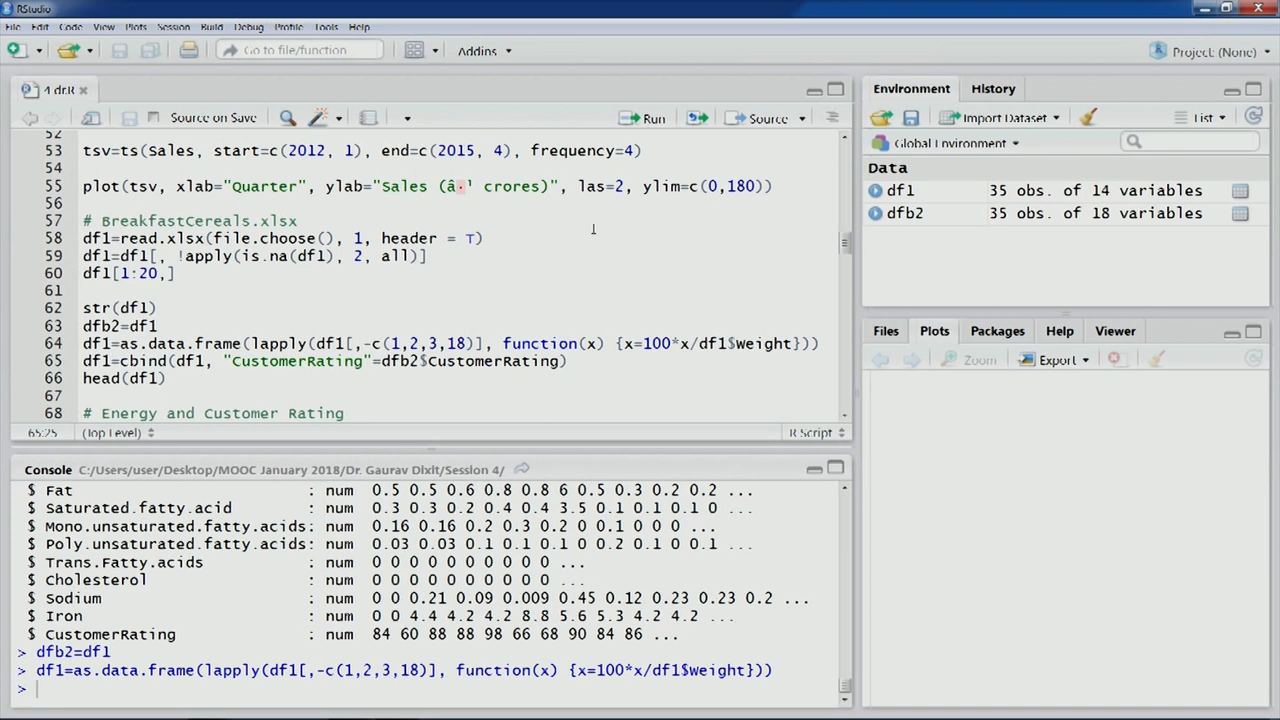 RStudio
File Edit Code View Plots Session Build Debug Profile Tools Help
Go to file/function Addins Project: (None)
4 dr.R
Source on Save Run Source
52
53 tsv=ts(Sales, start=c(2012, 1), end=c(2015, 4), frequency=4)
54
55 plot(tsv, xlab="Quarter", ylab="Sales (â·¹ crores)", las=2, ylim=c(0,180))
56
57 # BreakfastCereals.xlsx
58 df1=read.xlsx(file.choose(), 1, header = T)
59 df1=df1[, !apply(is.na(df1), 2, all)]
60 df1[1:20,]
61
62 str(df1)
63 dfb2=df1
64 df1=as.data.frame(lapply(df1[,-c(1,2,3,18)], function(x) {x=100*x/df1$weight}))
65 df1=cbind(df1, "CustomerRating"=dfb2$CustomerRating)
66 head(df1)
67
68 # Energy and Customer Rating
65:25 (Top Level) R Script
Console C:/Users/user/Desktop/MOOC January 2018/Dr. Gaurav Dixit/Session 4/
$ Fat : num 0.5 0.5 0.6 0.8 0.8 6 0.5 0.3 0.2 0.2 ...
$ Saturated.fatty.acid : num 0.3 0.3 0.2 0.4 0.4 3.5 0.1 0.1 0.1 0 ...
$ Mono.unsaturated.fatty.acids: num 0.16 0.16 0.2 0.3 0.2 0 0.1 0 0 0 ...
$ Poly.unsaturated.fatty.acids: num 0.03 0.03 0.1 0.1 0.1 0 0.2 0.1 0 0.1 ...
$ Trans.Fatty.acids : num 0 0 0 0 0 0 0 0 0 0 ...
$ Cholesterol : num 0 0 0 0 0 0 0 0 0 0 ...
$ Sodium : num 0 0 0.21 0.09 0.009 0.45 0.12 0.23 0.23 0.2 ...
$ Iron : num 0 0 4.4 4.2 4.2 8.8 5.6 5.3 4.2 4.2 ...
$ CustomerRating : num 84 60 88 88 98 66 68 90 84 86 ...
> dfb2=df1
> df1=as.data.frame(lapply(df1[,-c(1,2,3,18)], function(x) {x=100*x/df1$weight}))
>
Environment History
Import Dataset List
Global Environment
Data
df1 35 obs. of 14 variables
dfb2 35 obs. of 18 variables
Files Plots Packages Help Viewer
Zoom Export